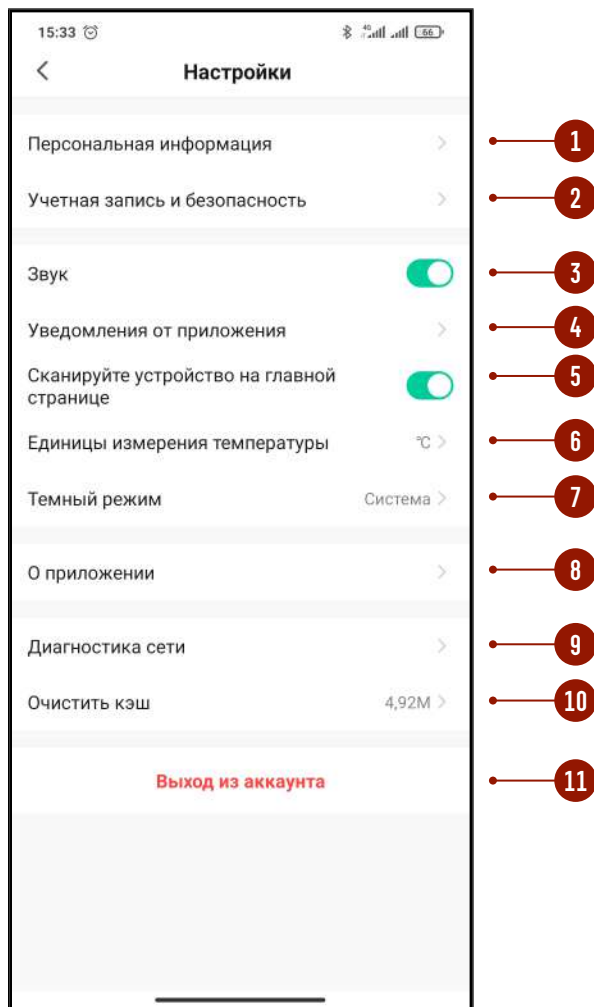 15:33
4G 66
Настройки
Персональная информация
1
Учетная запись и безопасность
2
Звук
3
Уведомления от приложения
4
Сканируйте устройство на главной
странице
5
Единицы измерения температуры °C
6
Темный режим Система
7
О приложении
8
Диагностика сети
9
Очистить кэш 4,92M
10
Выход из аккаунта
11